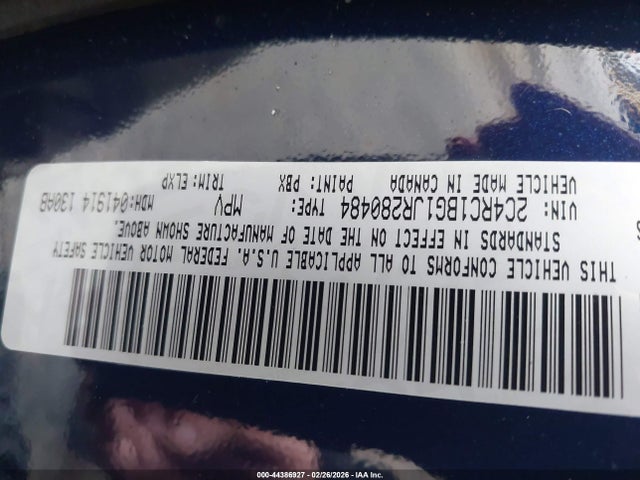 THIS VEHICLE CONFORMS TO ALL APPLICABLE U.S.A. FEDERAL MOTOR VEHICLE SAFETY
STANDARDS IN EFFECT ON THE DATE OF MANUFACTURE SHOWN ABOVE.
VIN: 2C4RC1BG1JR280484 TYPE: MPV MDH:041914 130AB
VEHICLE MADE IN CANADA PAINT: PBX TRIM: ELXP
000-44386927 - 02/26/2026 - IAA Inc.